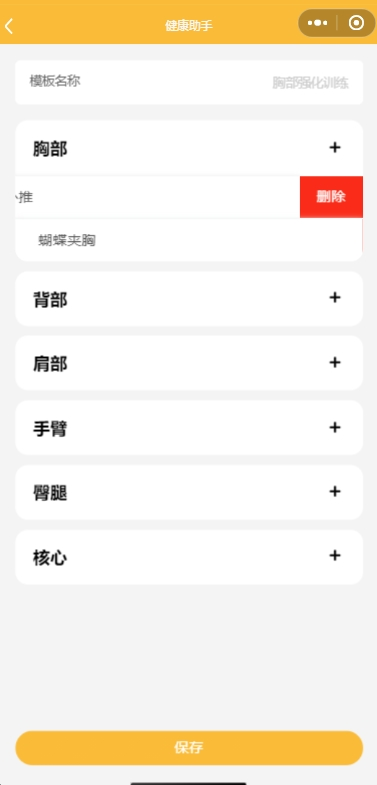 健康助手
模板名称 胸部强化训练
胸部 +
推 删除
蝴蝶夹胸
背部 +
肩部 +
手臂 +
臀腿 +
核心 +
保存